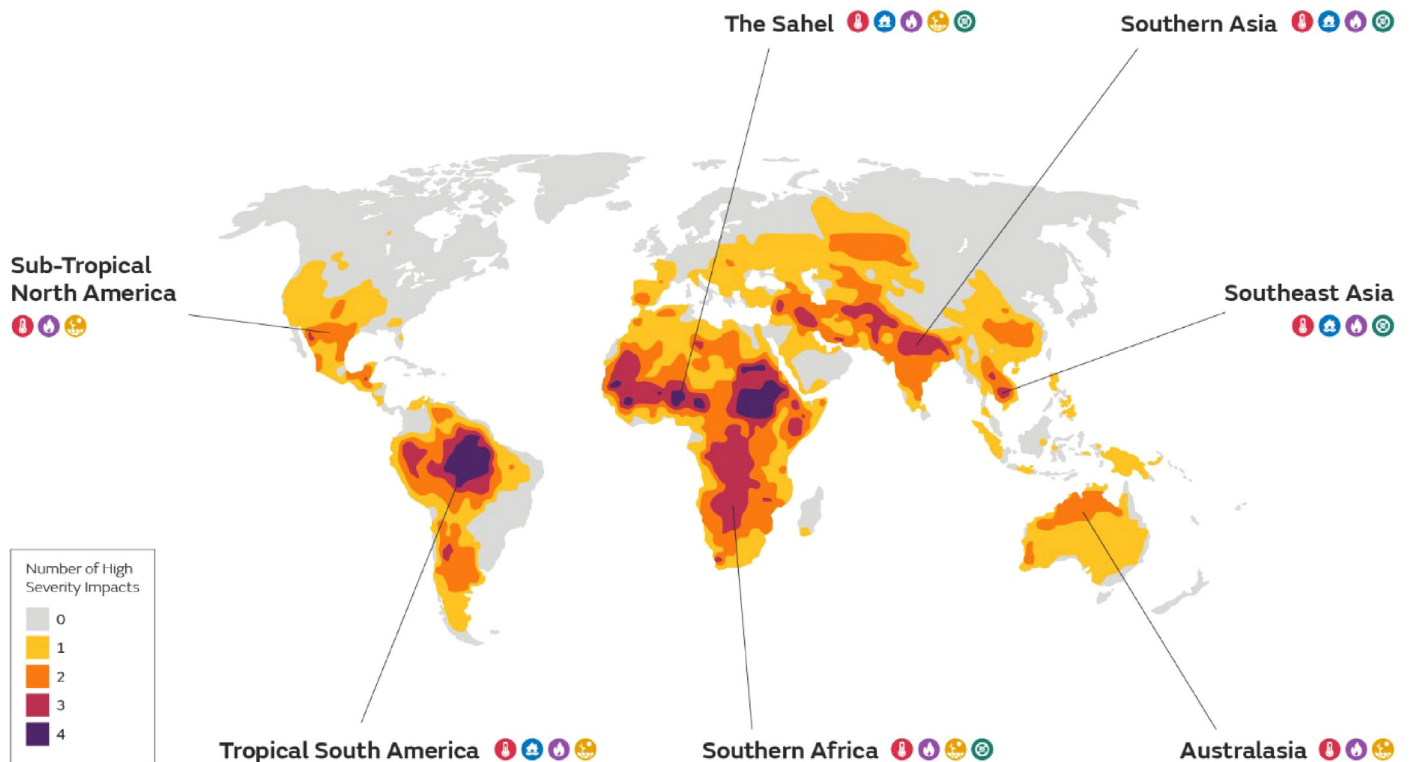 The Sahel
Southern Asia
Sub-Tropical
North America
Southeast Asia
Number of High
Severity Impacts
0
1
2
3
4
Tropical South America
Southern Africa
Australasia